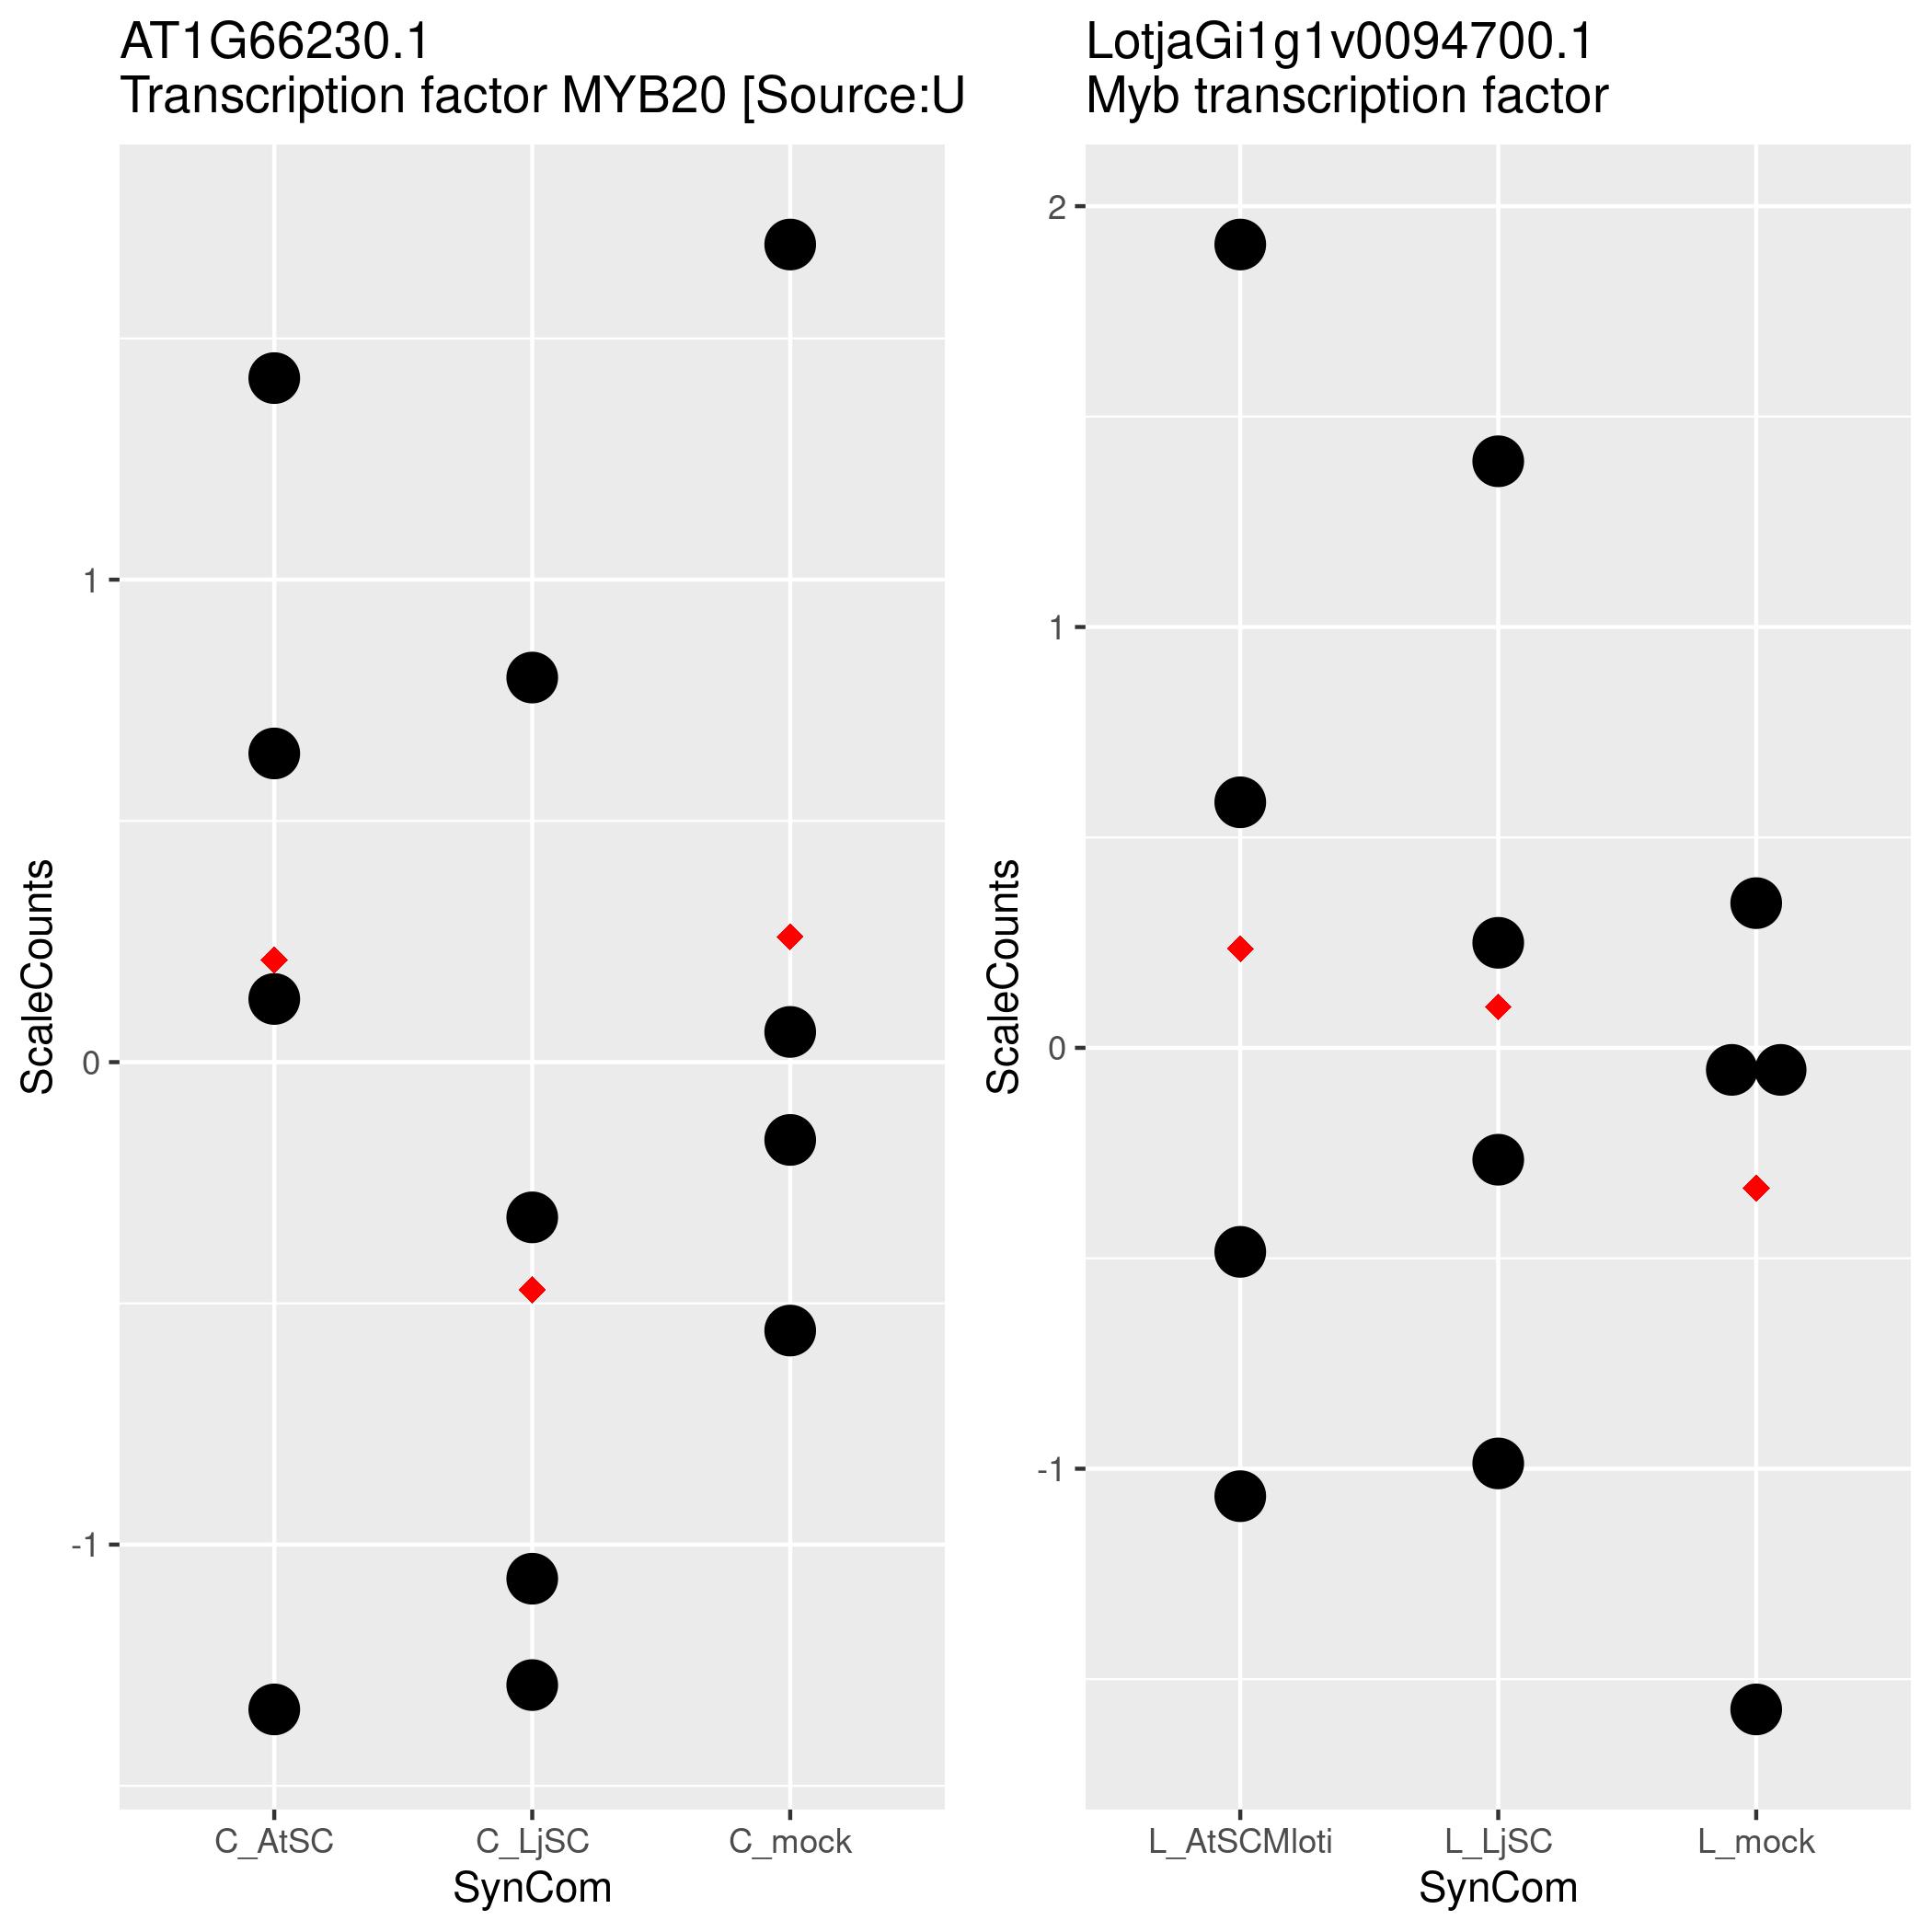 AT1G66230.1
Transcription factor MYB20 [Source:U
ScaleCounts
1
0
-1
C_AtSC
C_LjSC
C_mock
SynCom
LotjaGi1g1v0094700.1
Myb transcription factor
ScaleCounts
2
1
0
-1
L_AtSCMloti
L_LjSC
L_mock
SynCom